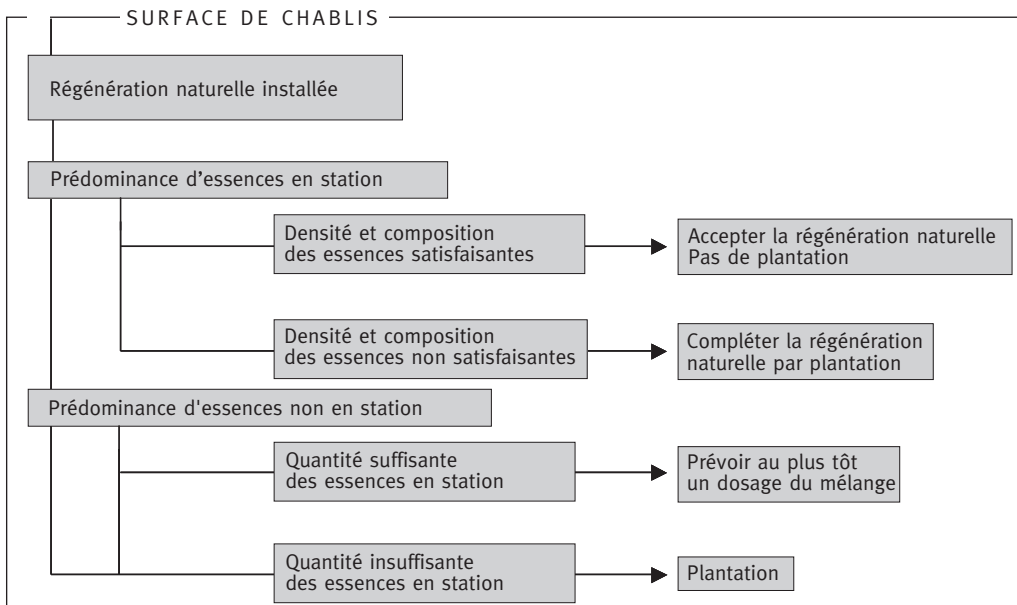 SURFACE DE CHABLIS
Régénération naturelle installée
Prédominance d’essences en station
Densité et composition
des essences satisfaisantes
Accepter la régénération naturelle
Pas de plantation
Densité et composition
des essences non satisfaisantes
Compléter la régénération
naturelle par plantation
Prédominance d'essences non en station
Quantité suffisante
des essences en station
Prévoir au plus tôt
un dosage du mélange
Quantité insuffisante
des essences en station
Plantation